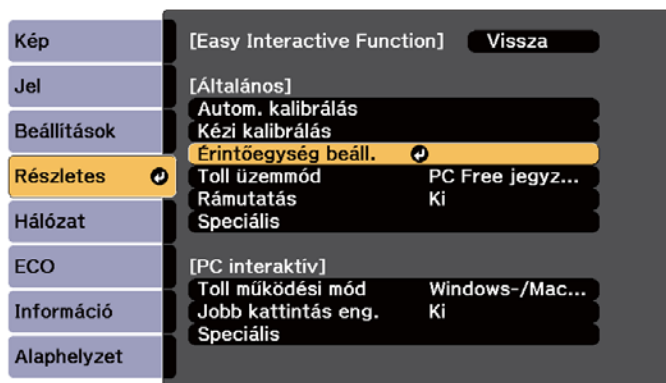 Kép
Jel
Beállítások
Részletes
Hálózat
ECO
Információ
Alaphelyzet
[Easy Interactive Function] Vissza
[Általános]
Autom. kalibrálás
Kézi kalibrálás
Érintőegység beáll.
Toll üzemmód PC Free jegyz...
Rámutatás Ki
Speciális
[PC interaktív]
Toll működési mód Windows-/Mac...
Jobb kattintás eng. Ki
Speciális